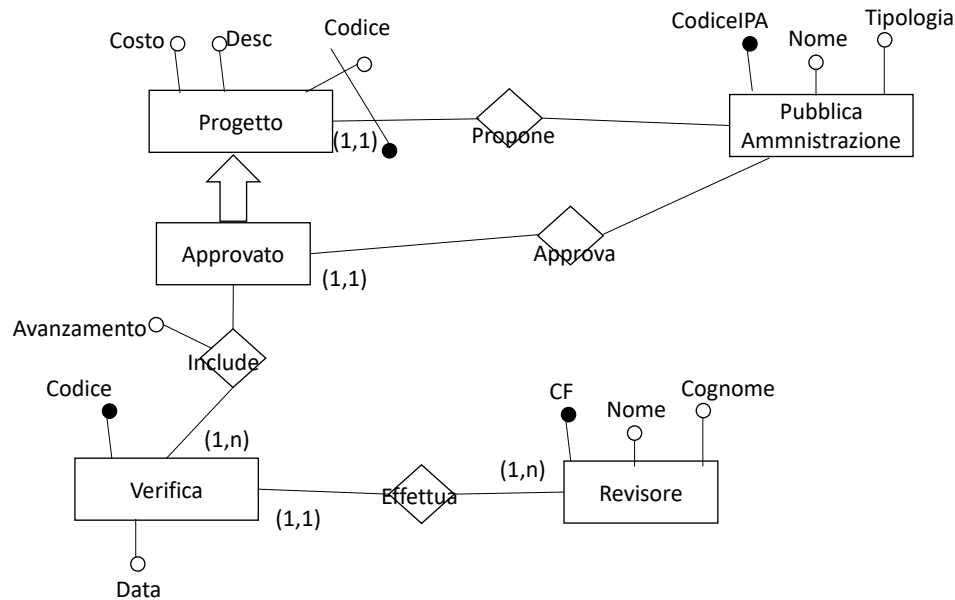 Costo
Desc
Codice
CodiceIPA
Nome
Tipologia
Progetto
(1,1)
Propone
Pubblica
Ammnistrazione
Approvato
(1,1)
Approva
Avanzamento
Include
Codice
(1,n)
Verifica
(1,1)
Effettua
(1,n)
CF
Nome
Cognome
Revisore
Data